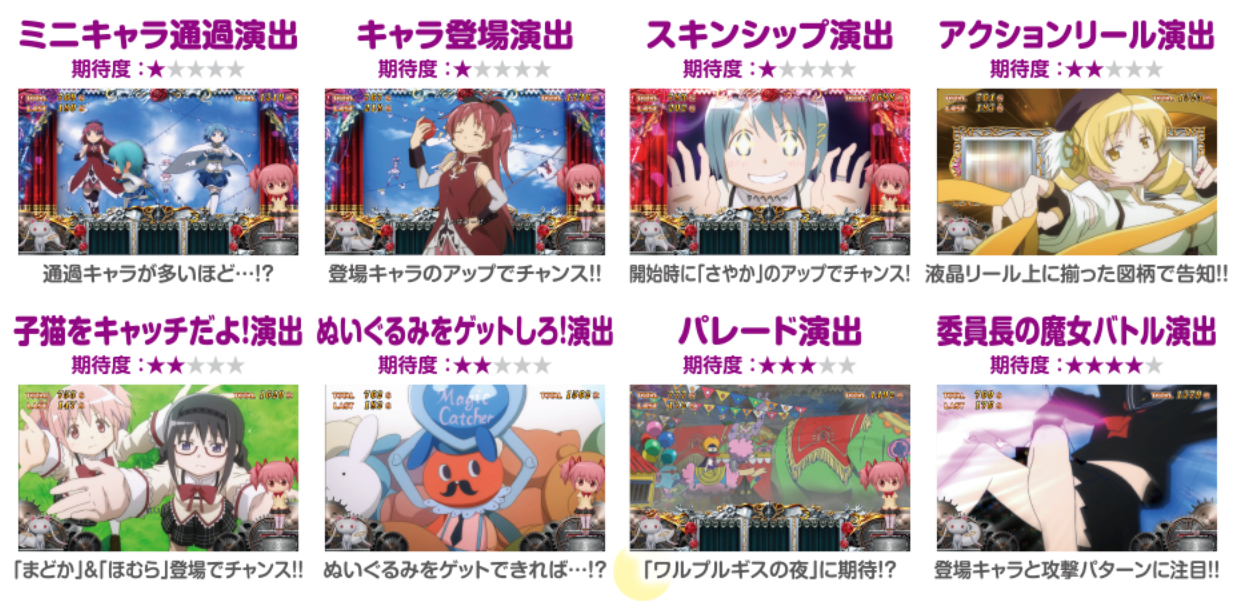 ミニキャラ通過演出
期待度：★★★★★
通過キャラが多いほど…!?
キャラ登場演出
期待度：★★★★★
登場キャラのアップでチャンス!!
スキンシップ演出
期待度：★★★★★
開始時に「さやか」のアップでチャンス!
アクションリール演出
期待度：★★★★★
液晶リール上に揃った図柄で告知!!
子猫をキャッチだよ!演出
期待度：★★★★★
「まどか」&「ほむら」登場でチャンス!!
ぬいぐるみをゲットしろ!演出
期待度：★★★★★
Magic
Catcher
ぬいぐるみをゲットできれば…!?
パレード演出
期待度：★★★★★
「ワルプルギスの夜」に期待!?
委員長の魔女バトル演出
期待度：★★★★★
登場キャラと攻撃パターンに注目!!